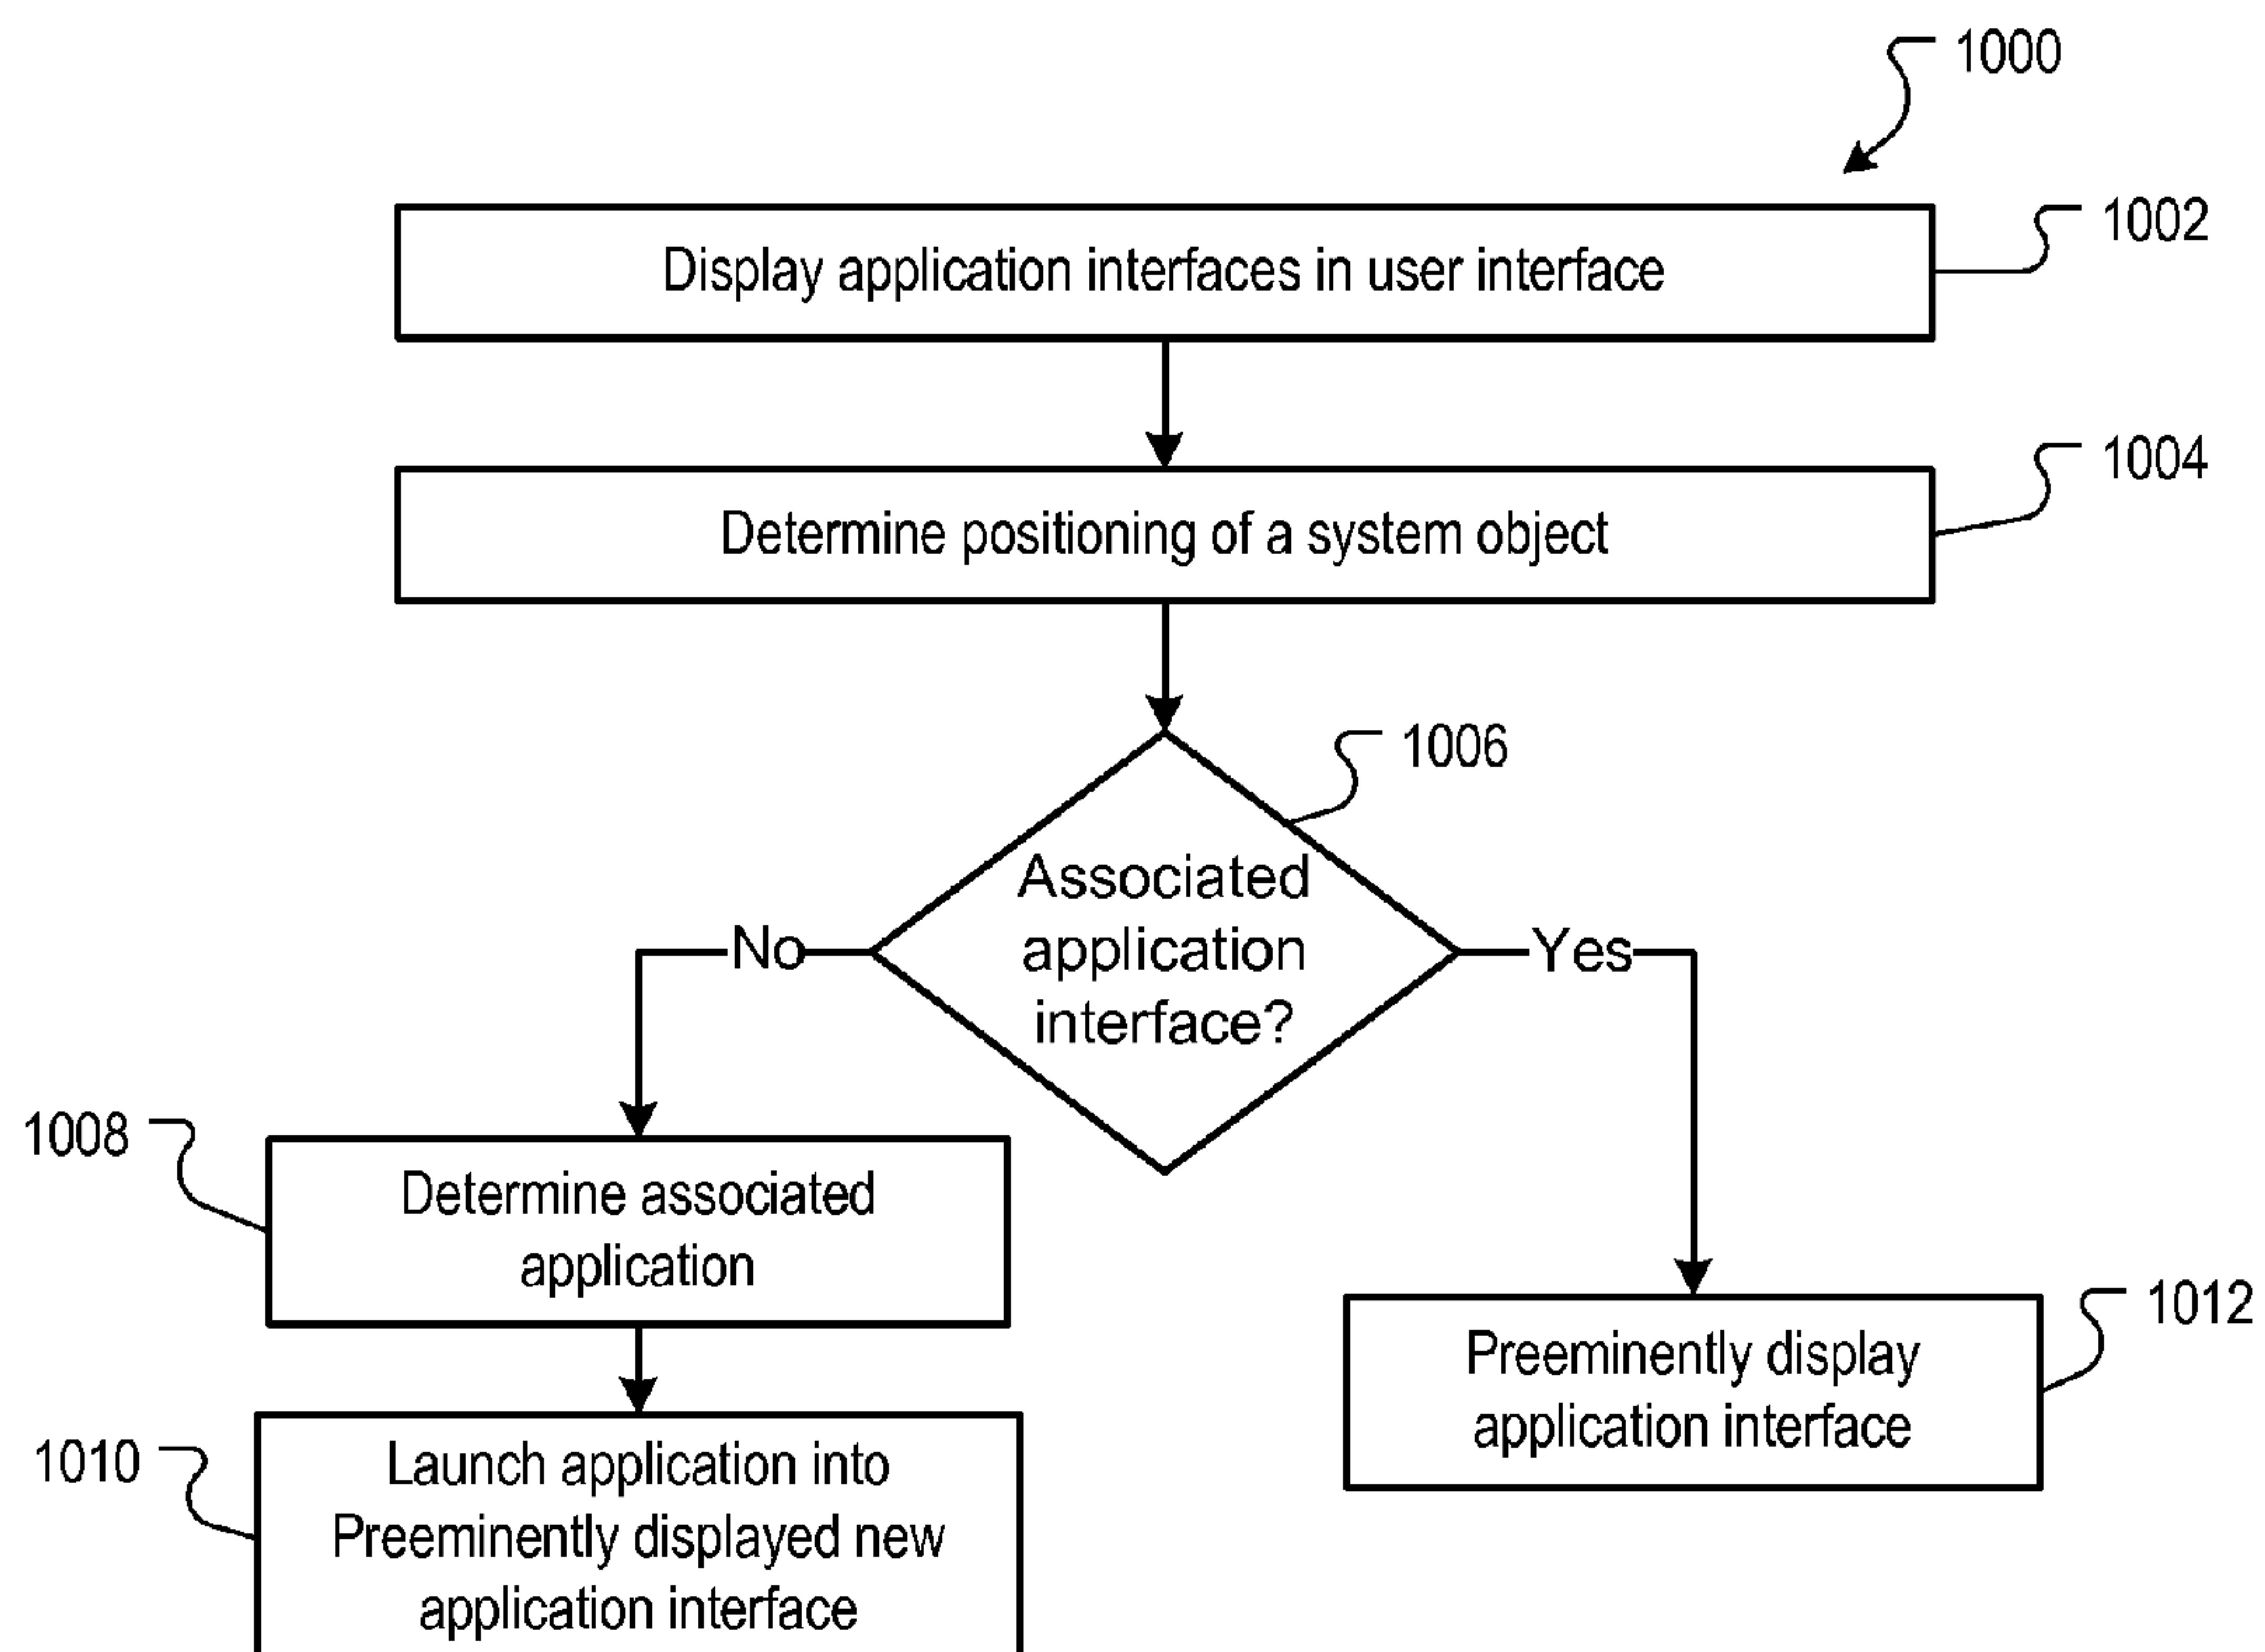 1000
1002
Display application interfaces in user interface
1004
Determine positioning of a system object
1006
Associated
application
interface?
No
Yes
1008
Determine associated
application
1012
Preeminently display
application interface
1010
Launch application into
Preeminently displayed new
application interface